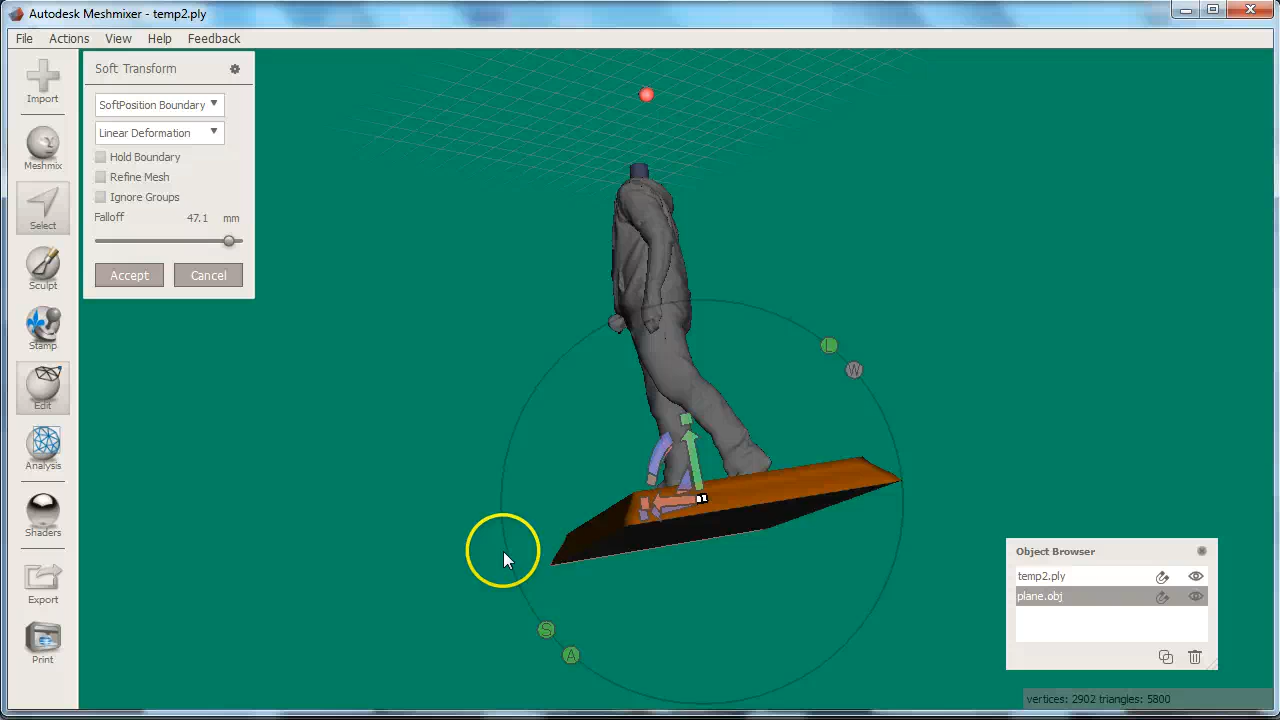 Autodesk Meshmixer - temp2.ply
File Actions View Help Feedback
Import
Meshmix
Select
Sculpt
Stamp
Edit
Analysis
Shaders
Export
Print
Soft Transform
SoftPosition Boundary
Linear Deformation
Hold Boundary
Refine Mesh
Ignore Groups
Falloff 47.1 mm
Accept Cancel
L
W
S
A
Object Browser
temp2.ply
plane.obj
vertices: 2902 triangles: 5800